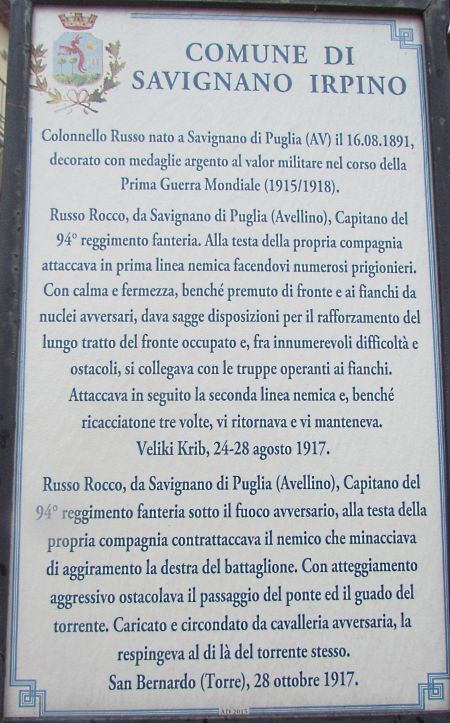 COMUNE DI
SAVIGNANO IRPINO
Colonnello Russo nato a Savignano di Puglia (AV) il 16.08.1891,
decorato con medaglie argento al valor militare nel corso della
Prima Guerra Mondiale (1915/1918).
Russo Rocco, da Savignano di Puglia (Avellino), Capitano del
94° reggimento fanteria. Alla testa della propria compagnia
attaccava in prima linea nemica facendovi numerosi prigionieri.
Con calma e fermezza, benché premuto di fronte e ai fianchi da
nuclei avversari, dava sagge disposizioni per il rafforzamento del
lungo tratto del fronte occupato e, fra innumerevoli difficoltà e
ostacoli, si collegava con le truppe operanti ai fianchi.
Attaccava in seguito la seconda linea nemica e, benché
ricacciatone tre volte, vi ritornava e vi manteneva.
Veliki Krib, 24-28 agosto 1917.
Russo Rocco, da Savignano di Puglia (Avellino), Capitano del
94° reggimento fanteria sotto il fuoco avversario, alla testa della
propria compagnia contrattaccava il nemico che minacciava
di aggiramento la destra del battaglione. Con atteggiamento
aggressivo ostacolava il passaggio del ponte ed il guado del
torrente. Caricato e circondato da cavalleria avversaria, la
respingeva al di là del torrente stesso.
San Bernardo (Torre), 28 ottobre 1917.
AD 2015